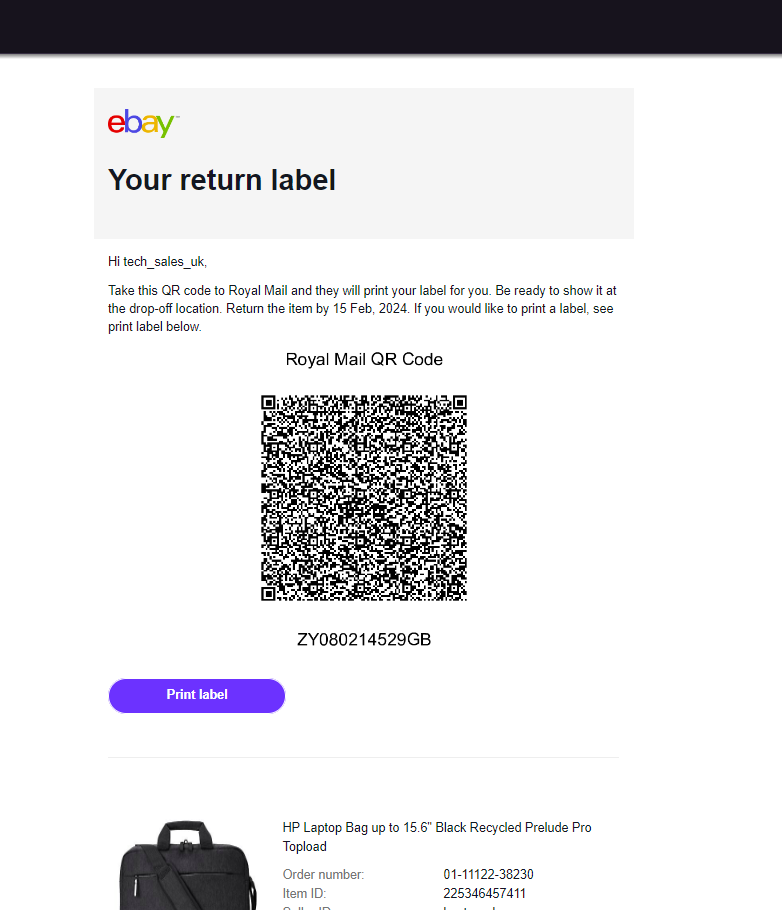 ebay™
Your return label
Hi tech_sales_uk,
Take this QR code to Royal Mail and they will print your label for you. Be ready to show it at
the drop-off location. Return the item by 15 Feb, 2024. If you would like to print a label, see
print label below.
Royal Mail QR Code
ZY080214529GB
Print label
HP Laptop Bag up to 15.6" Black Recycled Prelude Pro
Topload
Order number: 01-11122-38230
Item ID: 225346457411